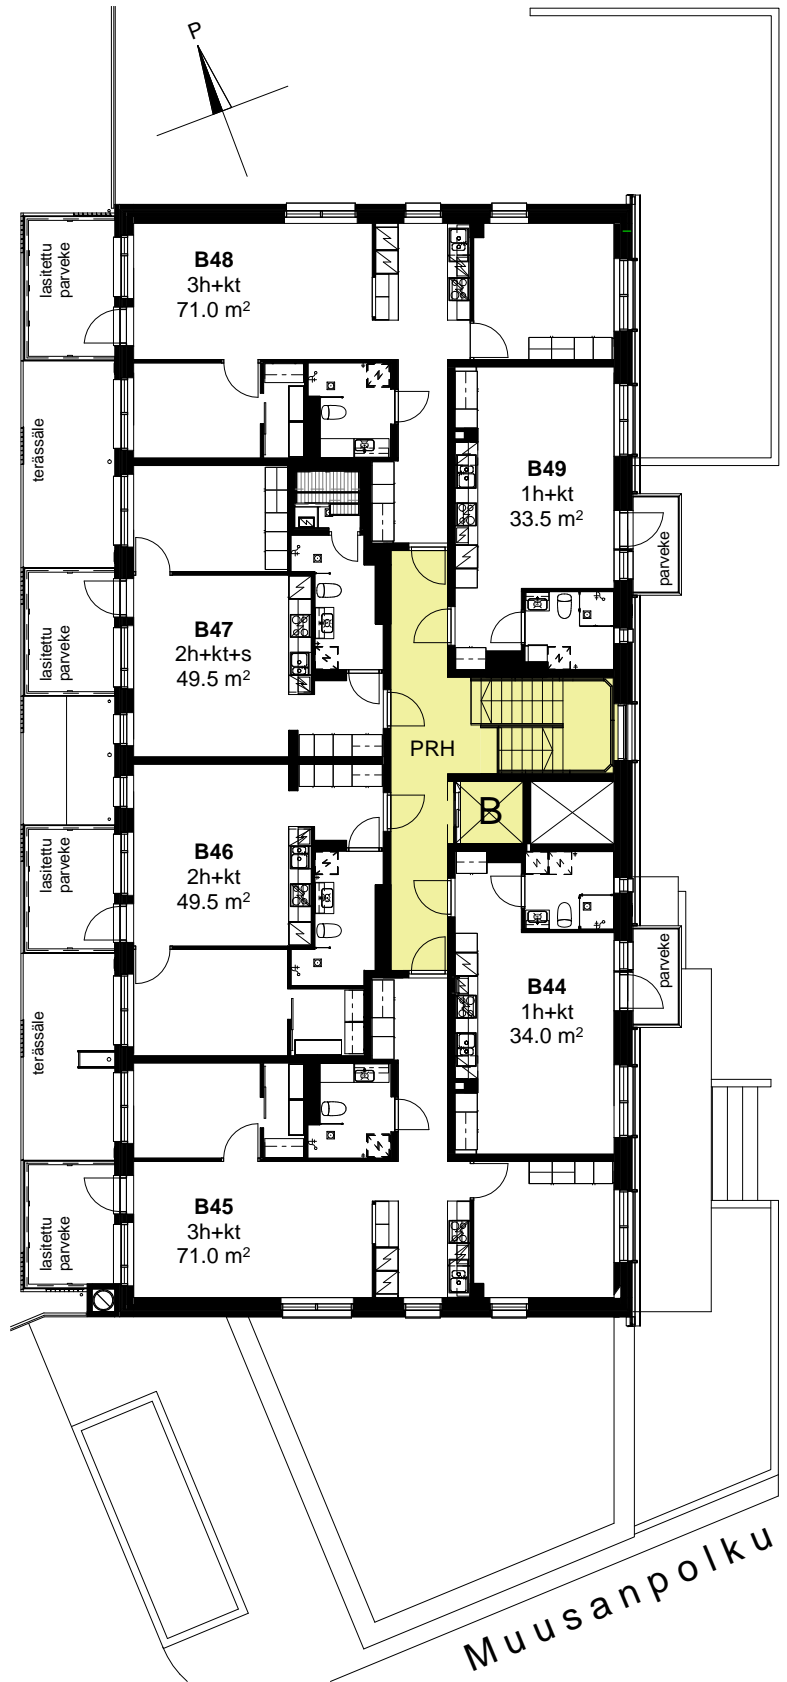 P
lasitettu
parveke
B48
3h+kt
71.0 m²
terässäle
B49
1h+kt
33.5 m²
parveke
lasitettu
parveke
B47
2h+kt+s
49.5 m²
PRH
B
lasitettu
parveke
B46
2h+kt
49.5 m²
terässäle
B44
1h+kt
34.0 m²
parveke
lasitettu
parveke
B45
3h+kt
71.0 m²
Muusanpolku